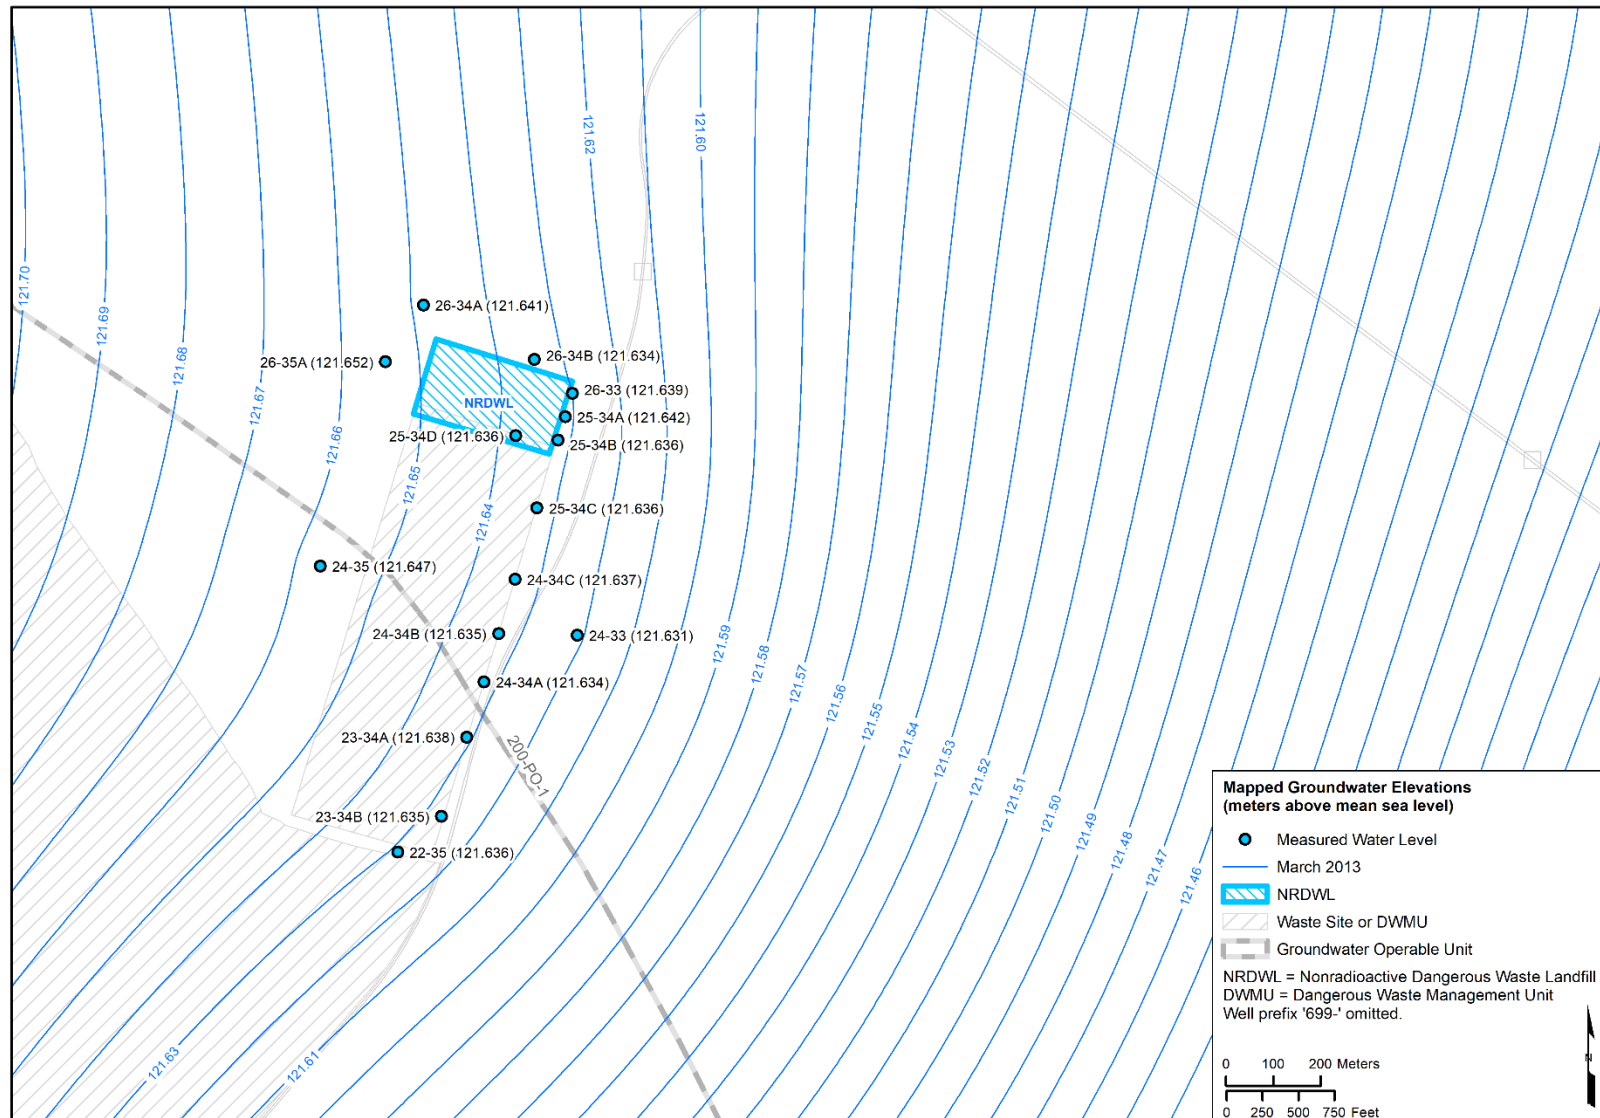 121.62
121.60
121.70
121.69
121.68
121.67
121.66
121.65
121.64
26-34A (121.641)
26-35A (121.652)
26-34B (121.634)
26-33 (121.639)
NRDWL
25-34A (121.642)
25-34D (121.636)
25-34B (121.636)
25-34C (121.636)
24-35 (121.647)
24-34C (121.637)
24-34B (121.635)
24-33 (121.631)
24-34A (121.634)
23-34A (121.638)
200-PO-1
23-34B (121.635)
22-35 (121.636)
121.59
121.58
121.57
121.56
121.55
121.54
121.53
121.52
121.51
121.50
121.49
121.48
121.47
121.46
121.63
121.61
Mapped Groundwater Elevations
(meters above mean sea level)
Measured Water Level
March 2013
NRDWL
Waste Site or DWMU
Groundwater Operable Unit
NRDWL = Nonradioactive Dangerous Waste Landfill
DWMU = Dangerous Waste Management Unit
Well prefix '699-' omitted.
0 100 200 Meters
0 250 500 750 Feet
N